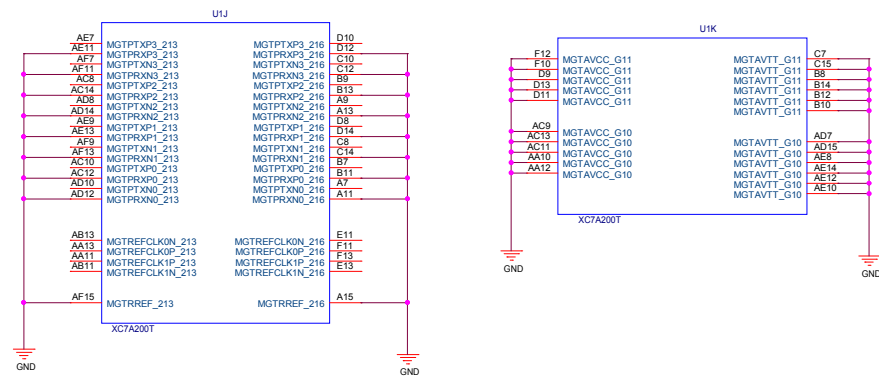 U1J
AE7 MGTPTXP3_213 MGTPTXP3_216 D10
AE11 MGTPRXP3_213 MGTPRXP3_216 D12
AF7 MGTPTXN3_213 MGTPTXN3_216 C10
AF11 MGTPRXN3_213 MGTPRXN3_216 C12
AC8 MGTPTXP2_213 MGTPTXP2_216 B9
AC14 MGTPRXP2_213 MGTPRXP2_216 B13
AD8 MGTPTXN2_213 MGTPTXN2_216 A9
AD14 MGTPRXN2_213 MGTPRXN2_216 A13
AE9 MGTPTXP1_213 MGTPTXP1_216 D8
AE13 MGTPRXP1_213 MGTPRXP1_216 D14
AF9 MGTPTXN1_213 MGTPTXN1_216 C8
AF13 MGTPRXN1_213 MGTPRXN1_216 C14
AC10 MGTPTXP0_213 MGTPTXP0_216 B7
AC12 MGTPRXP0_213 MGTPRXP0_216 B11
AD10 MGTPTXN0_213 MGTPTXN0_216 A7
AD12 MGTPRXN0_213 MGTPRXN0_216 A11
AB13 MGTREFCLK0N_213 MGTREFCLK0N_216 E11
AA13 MGTREFCLK0P_213 MGTREFCLK0P_216 F11
AA11 MGTREFCLK1P_213 MGTREFCLK1P_216 F13
AB11 MGTREFCLK1N_213 MGTREFCLK1N_216 E13
AF15 MGTRREF_213 MGTRREF_216 A15
XC7A200T
GND
GND
U1K
F12 MGTAVCC_G11 MGTAVTT_G11 C7
F10 MGTAVCC_G11 MGTAVTT_G11 C15
D9 MGTAVCC_G11 MGTAVTT_G11 B8
D13 MGTAVCC_G11 MGTAVTT_G11 B14
D11 MGTAVCC_G11 MGTAVTT_G11 B12
MGTAVTT_G11 B10
AC9 MGTAVCC_G10
AC13 MGTAVCC_G10 MGTAVTT_G10 AD7
AC11 MGTAVCC_G10 MGTAVTT_G10 AD15
AA10 MGTAVCC_G10 MGTAVTT_G10 AE8
AA12 MGTAVCC_G10 MGTAVTT_G10 AE14
MGTAVTT_G10 AE12
MGTAVTT_G10 AE10
XC7A200T
GND
GND